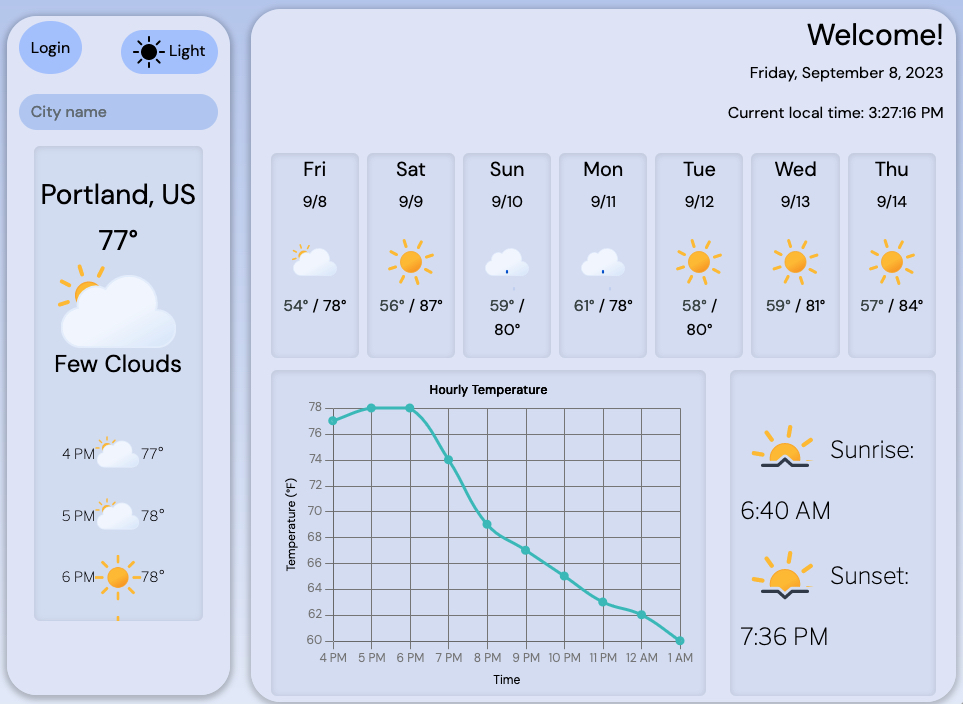 Login
Light
City name
Portland, US
77°
Few Clouds
4 PM 77°
5 PM 78°
6 PM 78°
Welcome!
Friday, September 8, 2023
Current local time: 3:27:16 PM
Fri
9/8
54° / 78°
Sat
9/9
56° / 87°
Sun
9/10
59° /
80°
Mon
9/11
61° / 78°
Tue
9/12
58° /
80°
Wed
9/13
59° / 81°
Thu
9/14
57° / 84°
Hourly Temperature
Temperature (°F)
78
76
74
72
70
68
66
64
62
60
4 PM 5 PM 6 PM 7 PM 8 PM 9 PM 10 PM 11 PM 12 AM 1 AM
Time
Sunrise:
6:40 AM
Sunset:
7:36 PM